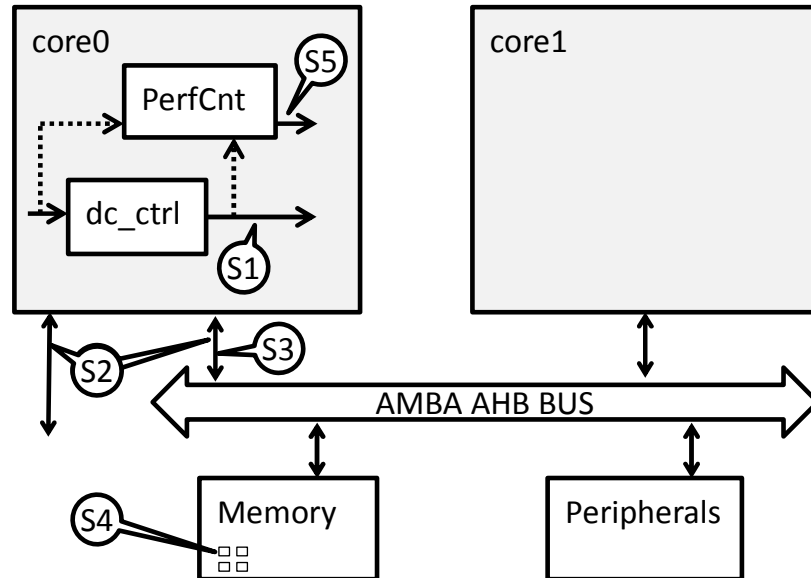 core0
core1
S5
PerfCnt
dc_ctrl
S1
S2
S3
AMBA AHB BUS
S4
Memory
Peripherals